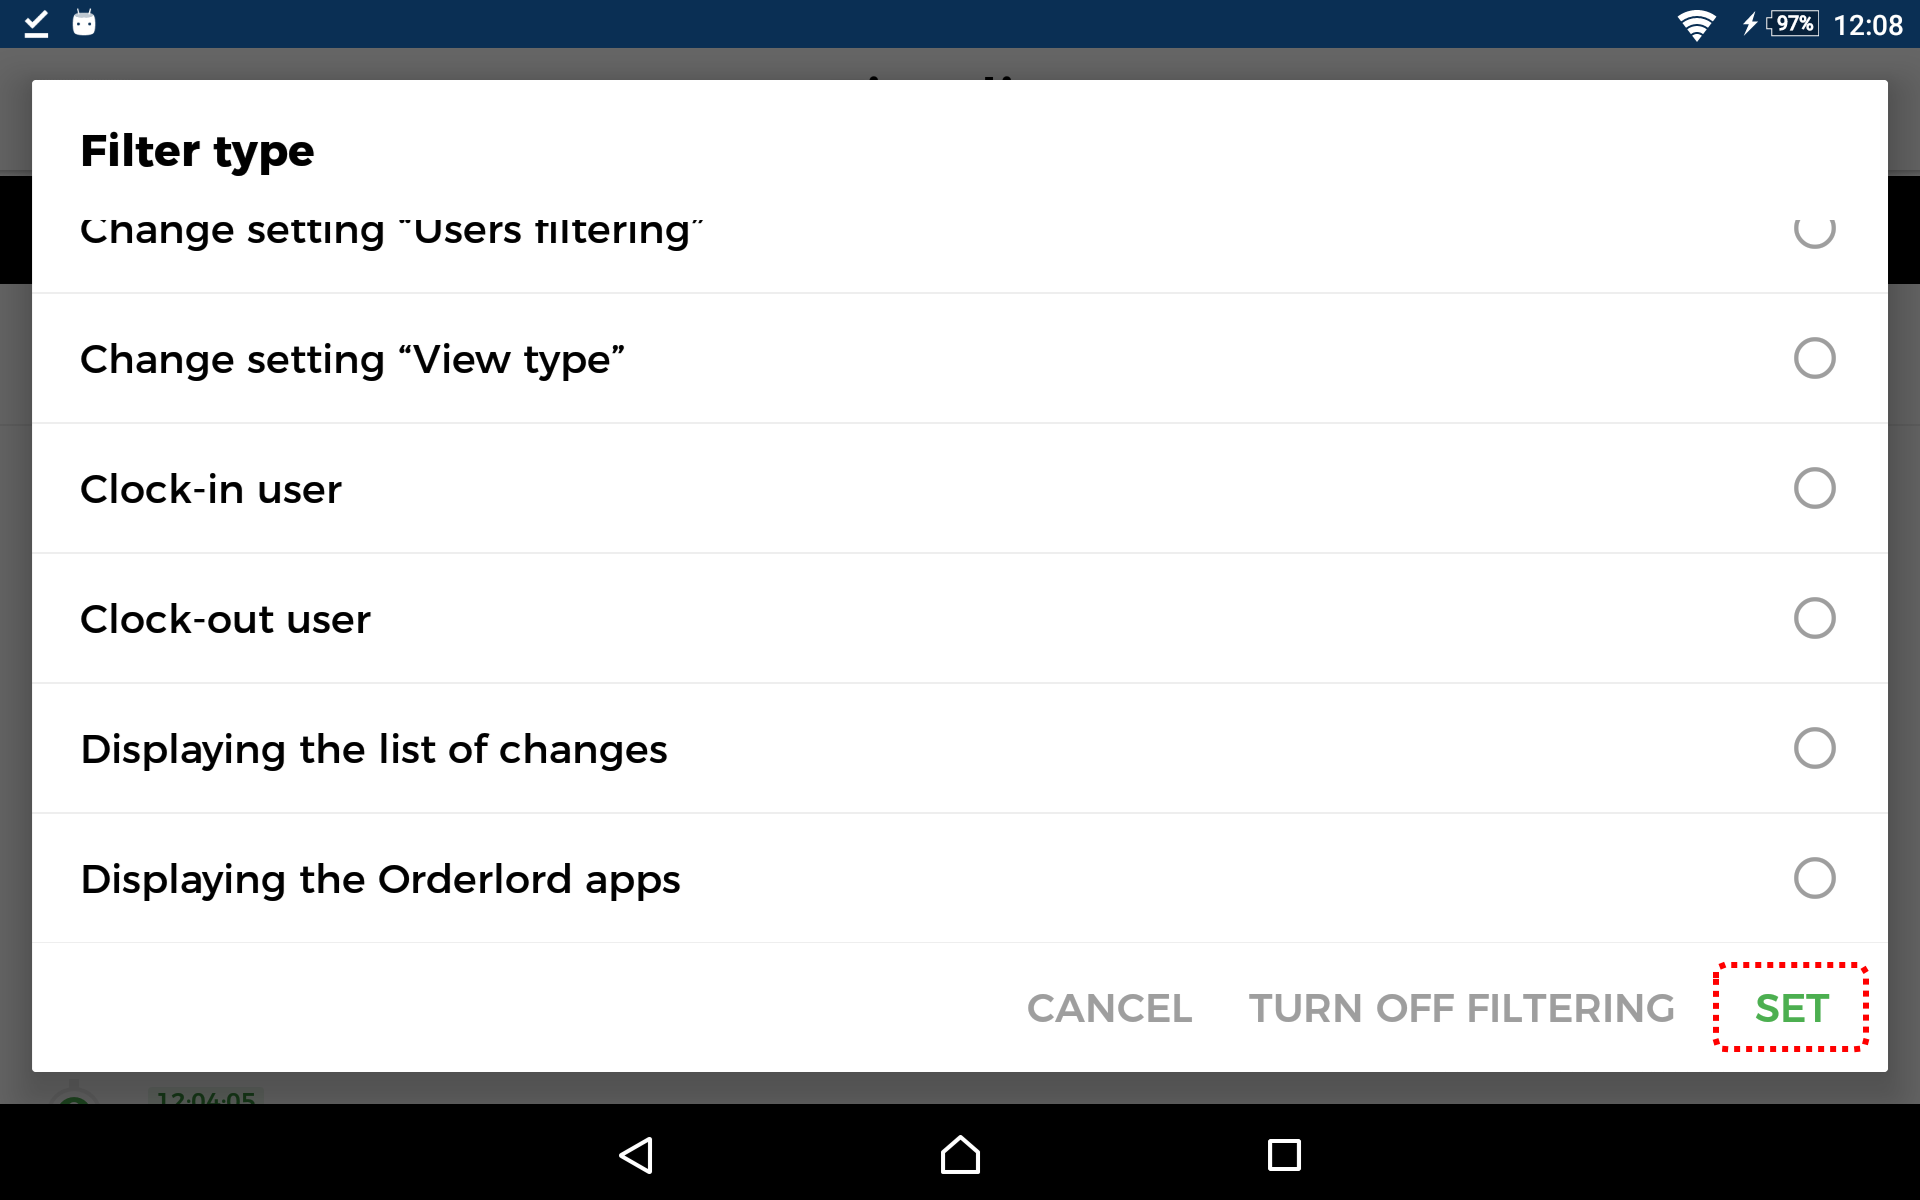 97% 12:08
Filter type
Change setting “Users filtering”
Change setting “View type”
Clock-in user
Clock-out user
Displaying the list of changes
Displaying the Orderlord apps
CANCEL TURN OFF FILTERING SET
12:04:05